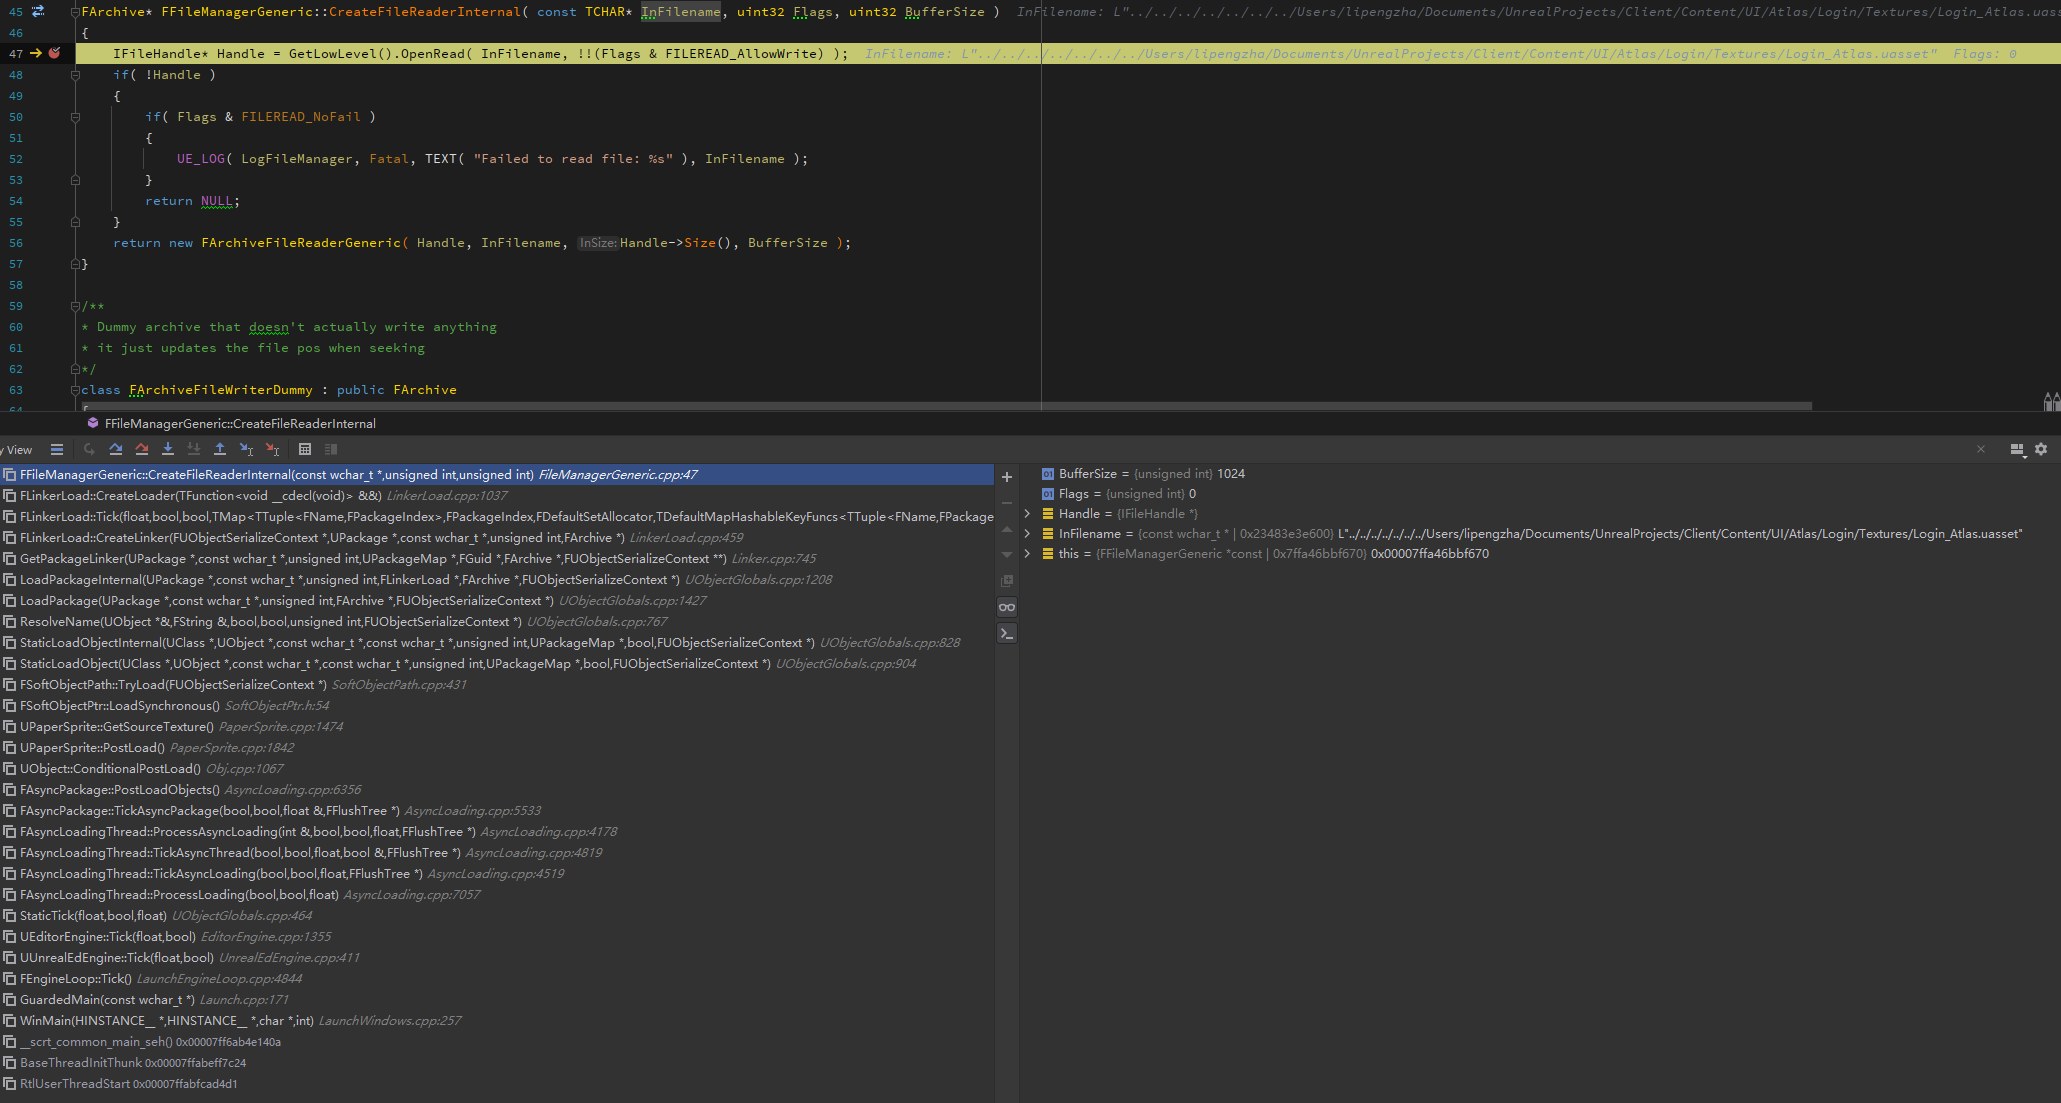 45 FArchive* FFileManagerGeneric::CreateFileReaderInternal( const TCHAR* InFilename, uint32 Flags, uint32 BufferSize ) InFilename: L"../../../../../../../Users/lipengzha/Documents/UnrealProjects/Client/Content/UI/Atlas/Login/Textures/Login_Atlas.uass
46 {
47 IFileHandle* Handle = GetLowLevel().OpenRead( InFilename, !!(Flags & FILEREAD_AllowWrite) ); InFilename: L"../../../../../../../Users/lipengzha/Documents/UnrealProjects/Client/Content/UI/Atlas/Login/Textures/Login_Atlas.uasset" Flags: 0
48 if( !Handle )
49 {
50 if( Flags & FILEREAD_NoFail )
51 {
52 UE_LOG( LogFileManager, Fatal, TEXT( "Failed to read file: %s" ), InFilename );
53 }
54 return NULL;
55 }
56 return new FArchiveFileReaderGeneric( Handle, InFilename, InSize: Handle->Size(), BufferSize );
57 }
58
59 /**
60 * Dummy archive that doesn't actually write anything
61 * it just updates the file pos when seeking
62 */
63 class FArchiveFileWriterDummy : public FArchive
64 {
FFileManagerGeneric::CreateFileReaderInternal
y View
FFileManagerGeneric::CreateFileReaderInternal(const wchar_t *,unsigned int,unsigned int) FileManagerGeneric.cpp:47
FLinkerLoad::CreateLoader(TFunction<void __cdecl(void)> &&) LinkerLoad.cpp:1037
FLinkerLoad::Tick(float,bool,bool,TMap<TTuple<FName,FPackageIndex>,FPackageIndex,FDefaultSetAllocator,TDefaultMapHashableKeyFuncs<TTuple<FName,FPackage
FLinkerLoad::CreateLinker(FUObjectSerializeContext *,UPackage *,const wchar_t *,unsigned int,FArchive *) LinkerLoad.cpp:459
GetPackageLinker(UPackage *,const wchar_t *,unsigned int,UPackageMap *,FGuid *,FArchive *,FUObjectSerializeContext **) Linker.cpp:745
LoadPackageInternal(UPackage *,const wchar_t *,unsigned int,FLinkerLoad *,FArchive *,FUObjectSerializeContext *) UObjectGlobals.cpp:1208
LoadPackage(UPackage *,const wchar_t *,unsigned int,FArchive *,FUObjectSerializeContext *) UObjectGlobals.cpp:1427
ResolveName(UObject *&,FString &,bool,bool,unsigned int,FUObjectSerializeContext *) UObjectGlobals.cpp:767
StaticLoadObjectInternal(UClass *,UObject *,const wchar_t *,const wchar_t *,unsigned int,UPackageMap *,bool,FUObjectSerializeContext *) UObjectGlobals.cpp:828
StaticLoadObject(UClass *,UObject *,const wchar_t *,const wchar_t *,unsigned int,UPackageMap *,bool,FUObjectSerializeContext *) UObjectGlobals.cpp:904
FSoftObjectPath::TryLoad(FUObjectSerializeContext *) SoftObjectPath.cpp:431
FSoftObjectPtr::LoadSynchronous() SoftObjectPtr.h:54
UPaperSprite::GetSourceTexture() PaperSprite.cpp:1474
UPaperSprite::PostLoad() PaperSprite.cpp:1842
UObject::ConditionalPostLoad() Obj.cpp:1067
FAsyncPackage::PostLoadObjects() AsyncLoading.cpp:6356
FAsyncPackage::TickAsyncPackage(bool,bool,float &,FFlushTree *) AsyncLoading.cpp:5533
FAsyncLoadingThread::ProcessAsyncLoading(int &,bool,bool,float,FFlushTree *) AsyncLoading.cpp:4178
FAsyncLoadingThread::TickAsyncThread(bool,bool,float,bool &,FFlushTree *) AsyncLoading.cpp:4819
FAsyncLoadingThread::TickAsyncLoading(bool,bool,float,FFlushTree *) AsyncLoading.cpp:4519
FAsyncLoadingThread::ProcessLoading(bool,bool,float) AsyncLoading.cpp:7057
StaticTick(float,bool,float) UObjectGlobals.cpp:464
UEditorEngine::Tick(float,bool) EditorEngine.cpp:1355
UUnrealEdEngine::Tick(float,bool) UnrealEdEngine.cpp:411
FEngineLoop::Tick() LaunchEngineLoop.cpp:4844
GuardedMain(const wchar_t *) Launch.cpp:171
WinMain(HINSTANCE__ *,HINSTANCE__ *,char *,int) LaunchWindows.cpp:257
__scrt_common_main_seh() 0x00007ff6ab4e140a
BaseThreadInitThunk 0x00007ffabeff7c24
RtlUserThreadStart 0x00007ffabfcad4d1
BufferSize = {unsigned int} 1024
Flags = {unsigned int} 0
Handle = {IFileHandle *}
InFilename = {const wchar_t * | 0x23483e3e600} L"../../../../../../../Users/lipengzha/Documents/UnrealProjects/Client/Content/UI/Atlas/Login/Textures/Login_Atlas.uasset"
this = {FFileManagerGeneric *const | 0x7ffa46bbf670} 0x00007ffa46bbf670